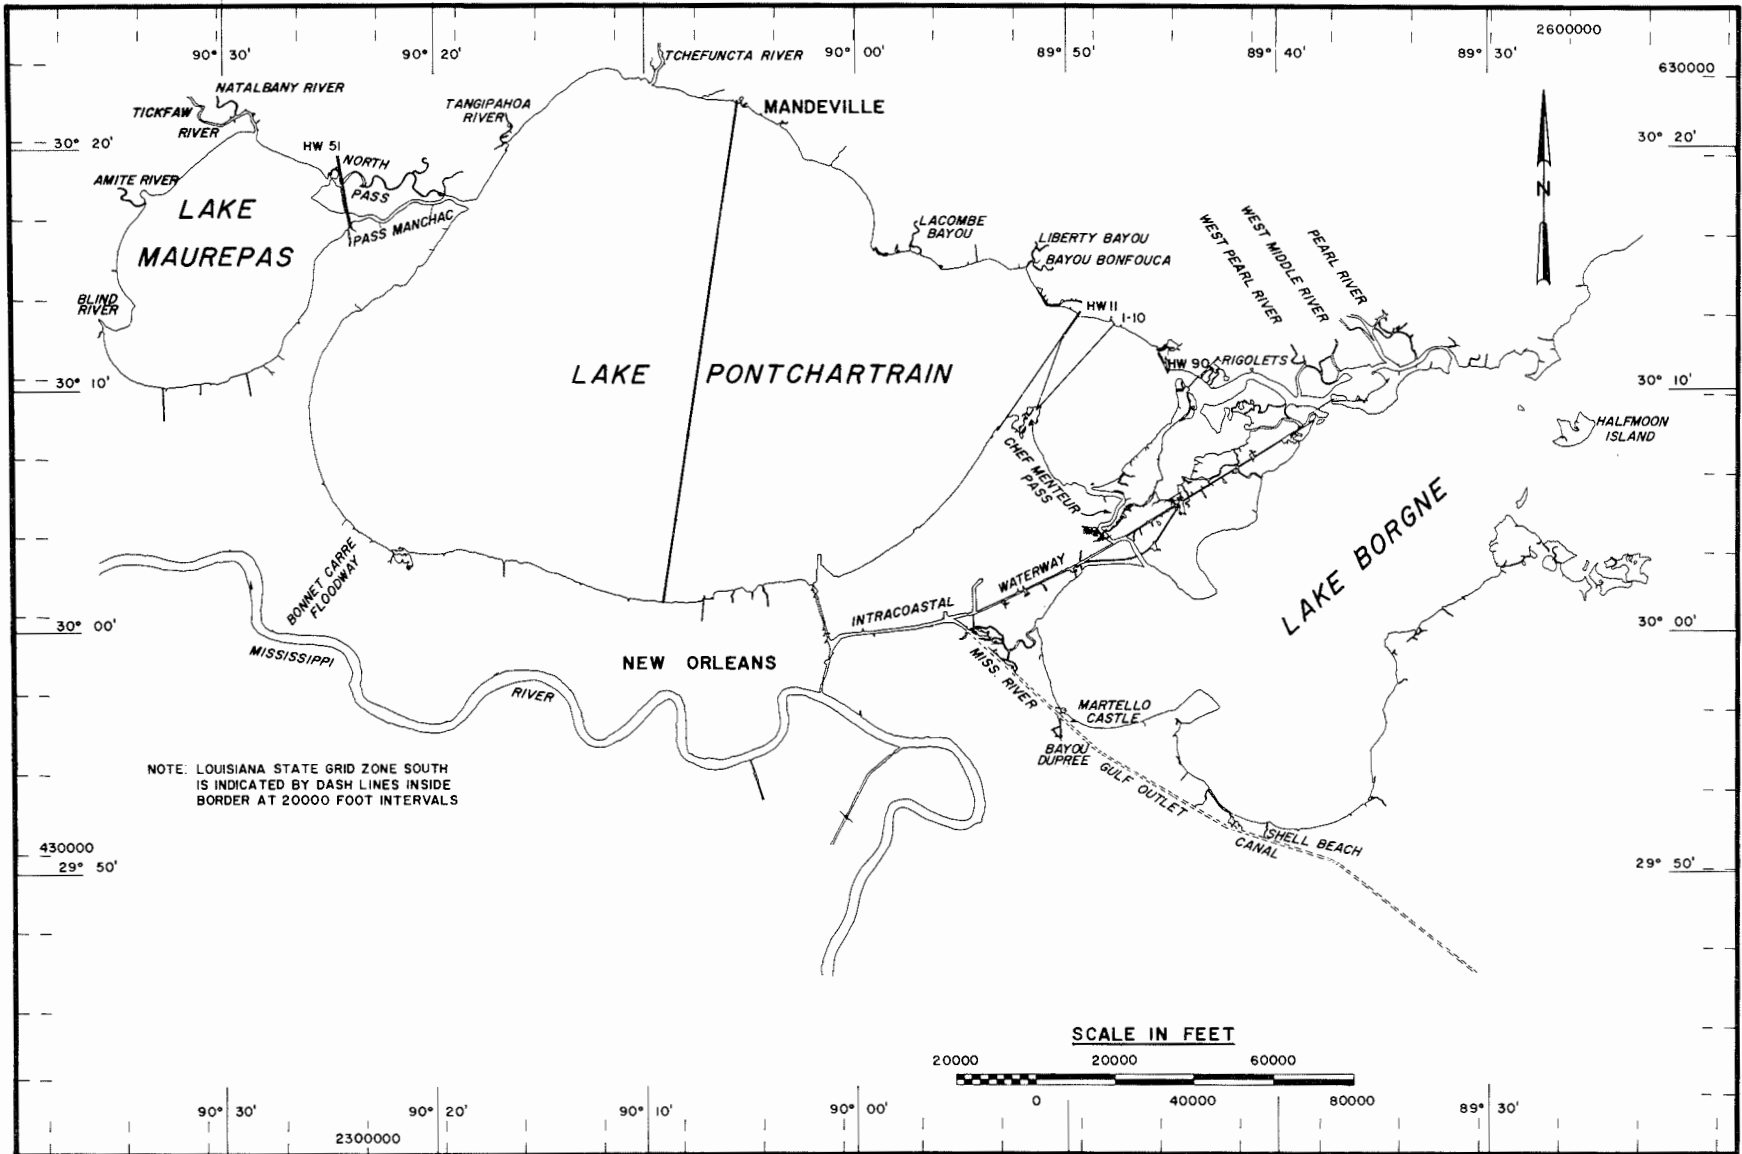 2600000
90° 30'
90° 20'
90° 00'
89° 50'
89° 40'
89° 30'
630000
TCHEFUNCTA RIVER
NATALBANY RIVER
TICKFAW
RIVER
TANGIPAHOA
RIVER
MANDEVILLE
30° 20'
30° 20'
HW 51
NORTH
PASS
AMITE RIVER
LAKE
MAUREPAS
PASS MANCHAC
N
LACOMBE
BAYOU
LIBERTY BAYOU
BAYOU BONFOUCA
WEST PEARL RIVER
WEST MIDDLE RIVER
PEARL RIVER
BLIND
RIVER
HW 11
I-10
HW 90
RIGOLETS
LAKE PONTCHARTRAIN
30° 10'
30° 10'
HALFMOON
ISLAND
CHEF MENTEUR
PASS
LAKE BORGNE
BONNET CARRE
FLOODWAY
INTRACOASTAL
WATERWAY
30° 00'
30° 00'
MISSISSIPPI
RIVER
NEW ORLEANS
MISS. RIVER
GULF OUTLET
CANAL
MARTELLO
CASTLE
BAYOU
DUPREE
SHELL BEACH
NOTE: LOUISIANA STATE GRID ZONE SOUTH
IS INDICATED BY DASH LINES INSIDE
BORDER AT 20000 FOOT INTERVALS
430000
29° 50'
29° 50'
SCALE IN FEET
20000 20000 60000
0 40000 80000
90° 30'
90° 20'
90° 10'
90° 00'
89° 30'
2300000